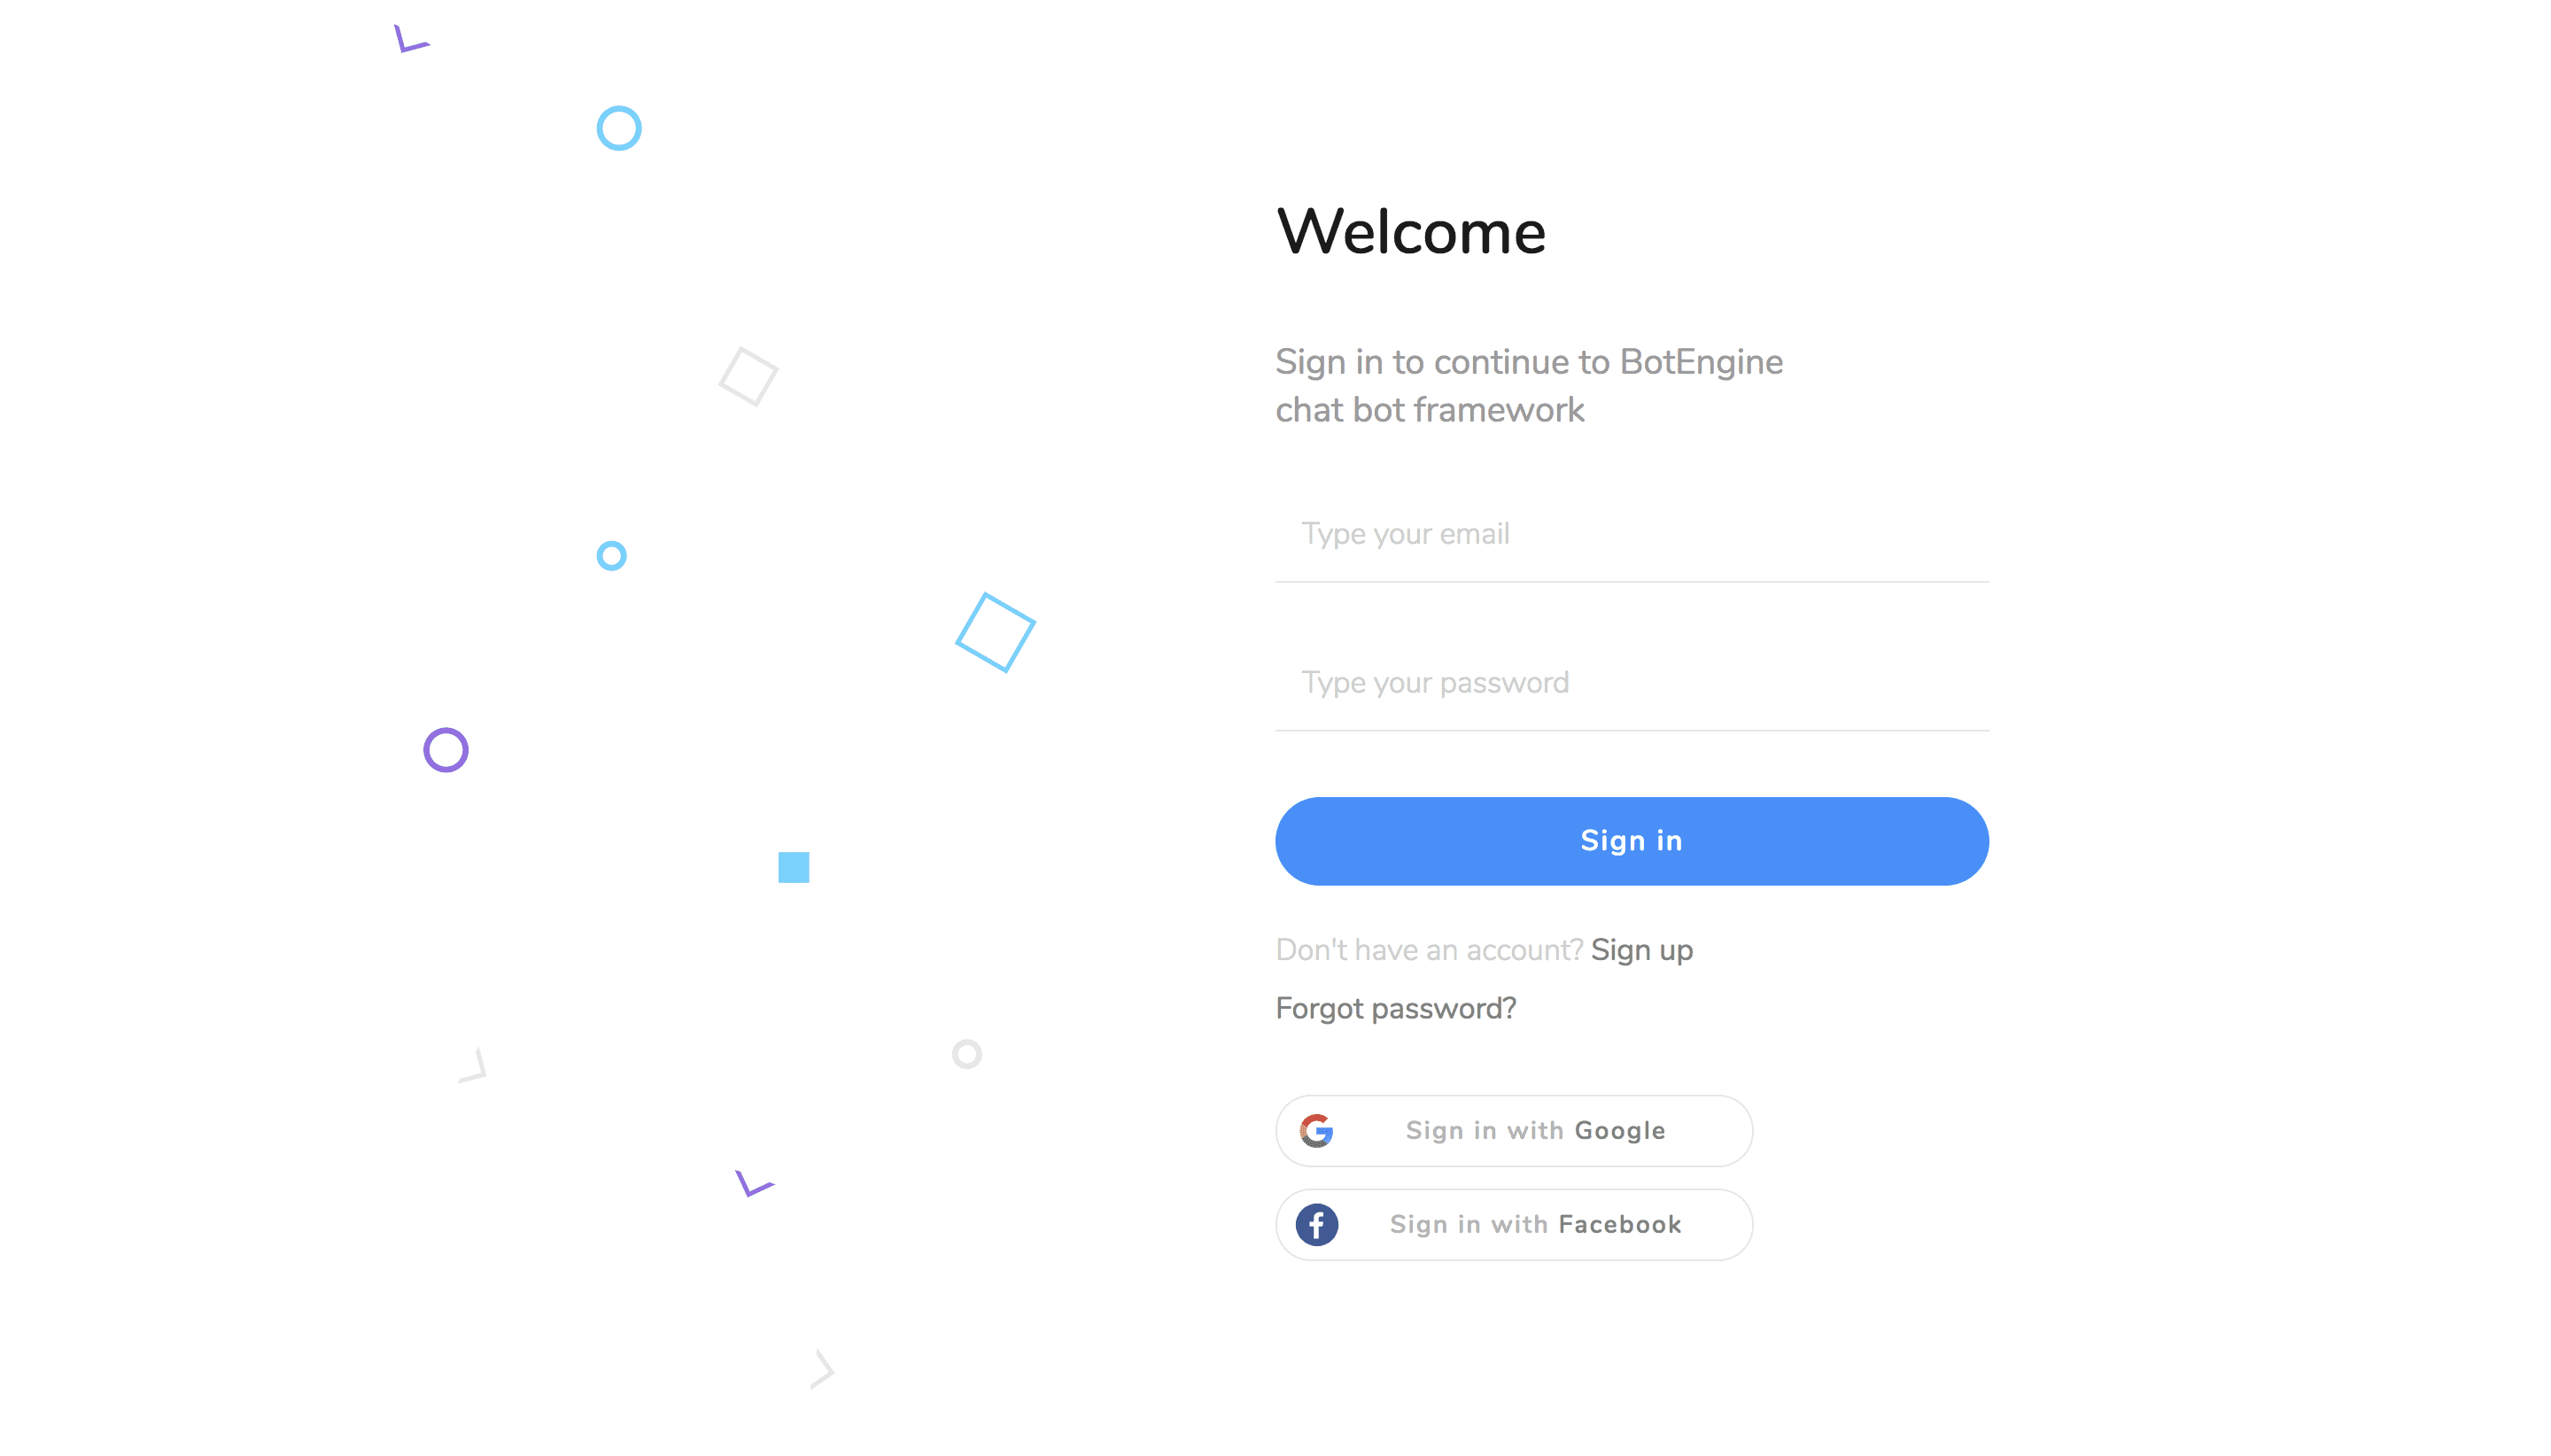 Welcome
Sign in to continue to BotEngine
chat bot framework
Type your email
Type your password
Sign in
Don't have an account? Sign up
Forgot password?
Sign in with Google
Sign in with Facebook